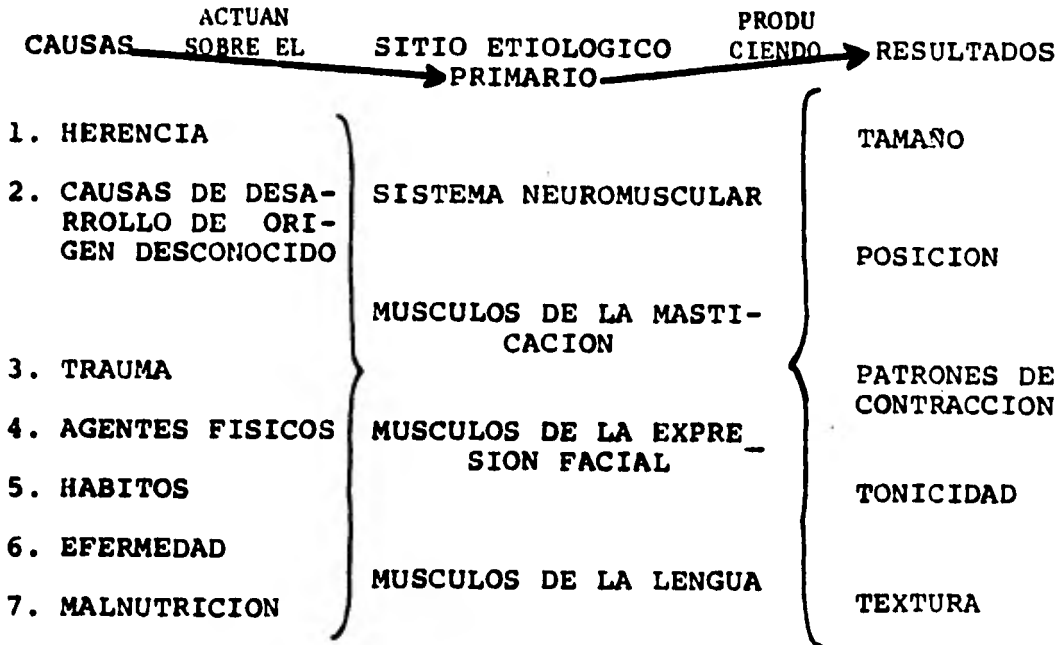 ACTUAN
PRODU
CAUSAS SOBRE EL SITIO ETIOLOGICO CIENDO RESULTADOS
PRIMARIO
1. HERENCIA
2. CAUSAS DE DESA-
RROLLO DE ORI-
GEN DESCONOCIDO
3. TRAUMA
4. AGENTES FISICOS
5. HABITOS
6. EFERMEDAD
7. MALNUTRICION
SISTEMA NEUROMUSCULAR
MUSCULOS DE LA MASTI-
CACION
MUSCULOS DE LA EXPRE_
SION FACIAL
MUSCULOS DE LA LENGUA
TAMAÑO
POSICION
PATRONES DE
CONTRACCION
TONICIDAD
TEXTURA